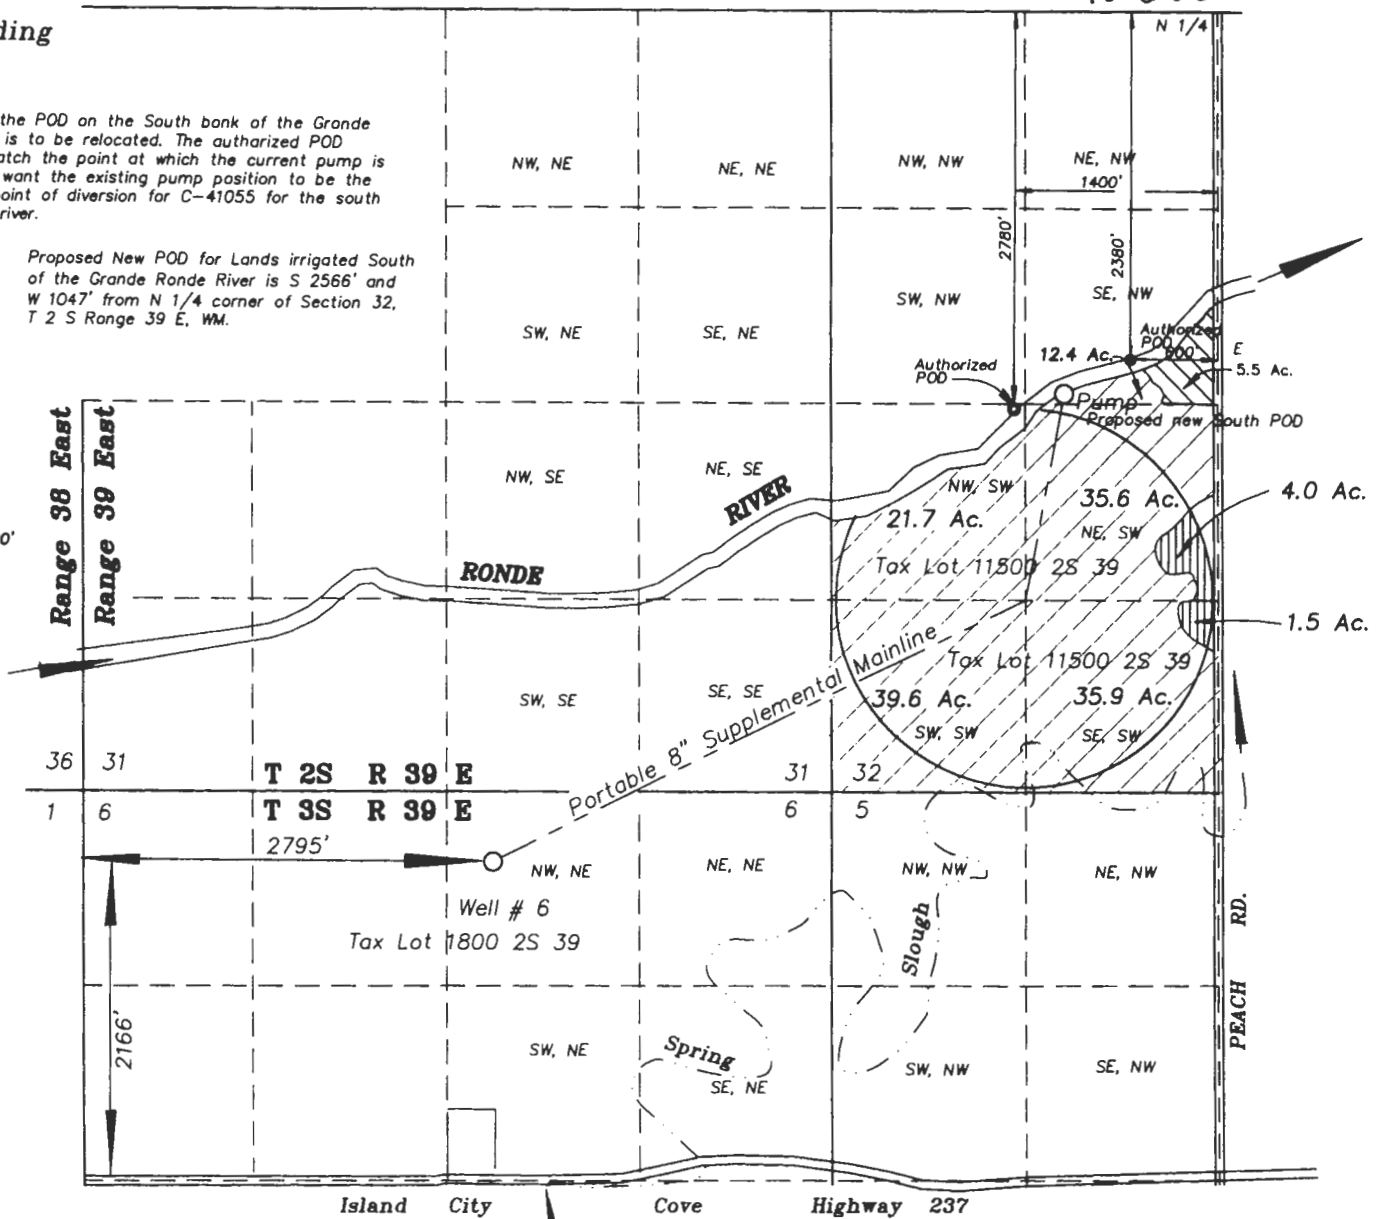 N 1/4
the POD on the South bank of the Gronde
is to be relocated. The autharized POD
the point at which the current pump is
want the existing pump position to be the
of diversion for C-41055 for the south
river.
Proposed New POD for Lands irrigated South
of the Grande Ronde River is S 2566' and
W 1047' from N 1/4 corner of Section 32,
T 2 S Ronge 39 E, WM.
NW, NE
NE, NE
NW, NW
NE, NW
1400'
2780'
2380'
SW, NE
SE, NE
SW, NW
SE, NW
Authorized
POD
12.4 Ac.
Authorized
POD
E
5.5 Ac.
Pump
Proposed new South POD
Range 38 East
Range 39 East
NW, SE
NE, SE
RIVER
NW, SW
35.6 Ac.
4.0 Ac.
21.7 Ac.
NE, SW
RONDE
Tax Lot 11500 2S 39
1.5 Ac.
Tax Lot 11500 2S 39
SW, SE
SE, SE
39.6 Ac.
35.9 Ac.
SW, SW
SE, SW
Portable 8" Supplemental Mainline
36 31
T 2S R 39 E
31 32
1 6
T 3S R 39 E
6 5
2795'
NW, NE
NE, NE
NW, NW
NE, NW
Well # 6
Tax Lot 1800 2S 39
Slough
PEACH RD.
2166'
SW, NE
Spring
SE, NE
SW, NW
SE, NW
Island City Cove Highway 237